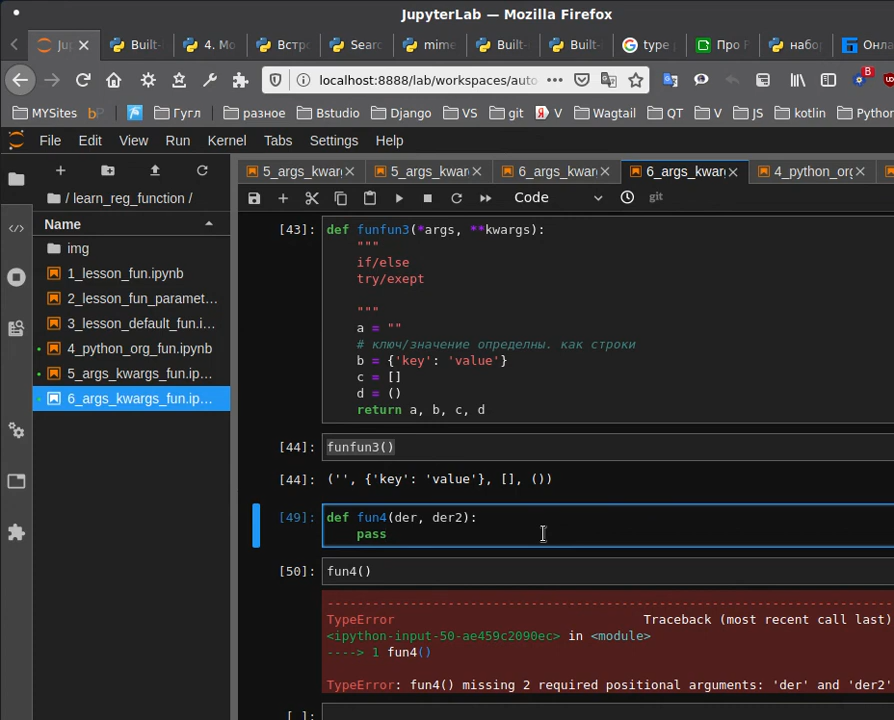 JupyterLab — Mozilla Firefox
Ju
Built-
4. Mo
Встро
Searc
mime
Built-
Built-
type
Про F
набо
Онла
localhost:8888/lab/workspaces/auto
B
MYSites
bP
Гугл
разное
Bstudio
Django
VS
git
V
Wagtail
QT
V
JS
kotlin
Python
File Edit View Run Kernel Tabs Settings Help
5_args_kwarg
5_args_kwar
6_args_kwar
6_args_kwarg
4_python_org
Code
git
/ learn_reg_function /
Name
img
1_lesson_fun.ipynb
2_lesson_fun_paramet...
3_lesson_default_fun.i...
4_python_org_fun.ipynb
5_args_kwargs_fun.ip...
6_args_kwargs_fun.ip...
[43]: def funfun3(*args, **kwargs):
"""
if/else
try/exept
"""
a = ""
# ключ/значение определны. как строки
b = {'key': 'value'}
c = []
d = ()
return a, b, c, d
[44]: funfun3()
[44]: ('', {'key': 'value'}, [], ())
[49]: def fun4(der, der2):
pass
[50]: fun4()
---------------------------------------------------------------------------
TypeError Traceback (most recent call last)
<ipython-input-50-ae459c2090ec> in <module>
----> 1 fun4()
TypeError: fun4() missing 2 required positional arguments: 'der' and 'der2'
[ ]: